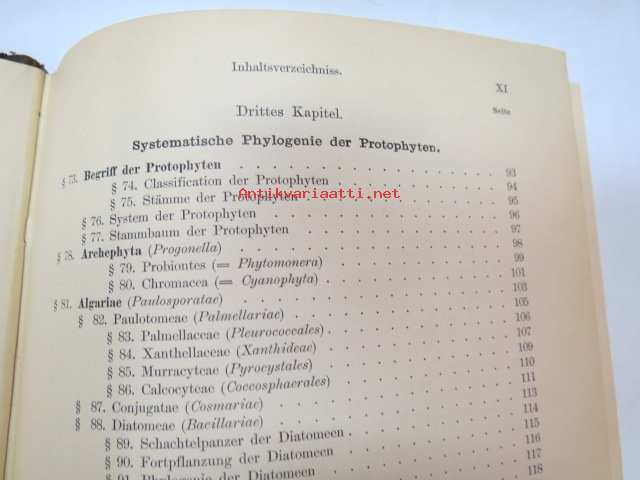 Inhaltsverzeichniss.
XI
Drittes Kapitel.
Seite
Systematische Phylogenie der Protophyten.
§ 73. Begriff der Protophyten . . . . . . . . . . . 93
§ 74. Classification der Protophyten . . . . . . . . 94
§ 75. Stämme der Protophyten . . . . . . . . 95
Antikvariaatti.net
§ 76. System der Protophyten . . . . . . . . . . 96
§ 77. Stammbaum der Protophyten . . . . . . . . 97
§ 78. Archephyta (Progonella) . . . . . . . . . . 98
§ 79. Probiontes (= Phytomonera) . . . . . . . . 99
§ 80. Chromacea (= Cyanophyta) . . . . . . . . 101
§ 81. Algariae (Paulosporatae) . . . . . . . . . . 103
§ 82. Paulotomeae (Palmellariae) . . . . . . . . 105
§ 83. Palmellaceae (Pleurococcales) . . . . . . . . 106
§ 84. Xanthellaceae (Xanthideae) . . . . . . . . 107
§ 85. Murracyteae (Pyrocystales) . . . . . . . . 109
§ 86. Calcocyteae (Coccosphaerales) . . . . . . . . 110
§ 87. Conjugatae (Cosmariae) . . . . . . . . . . 111
§ 88. Diatomeae (Bacillariae) . . . . . . . . . . 113
§ 89. Schachtelpanzer der Diatomeen . . . . . . . . 114
§ 90. Fortpflanzung der Diatomeen . . . . . . . . 115
§ 91. Phylogenie der Diatomeen . . . . . . . . 116
117
118